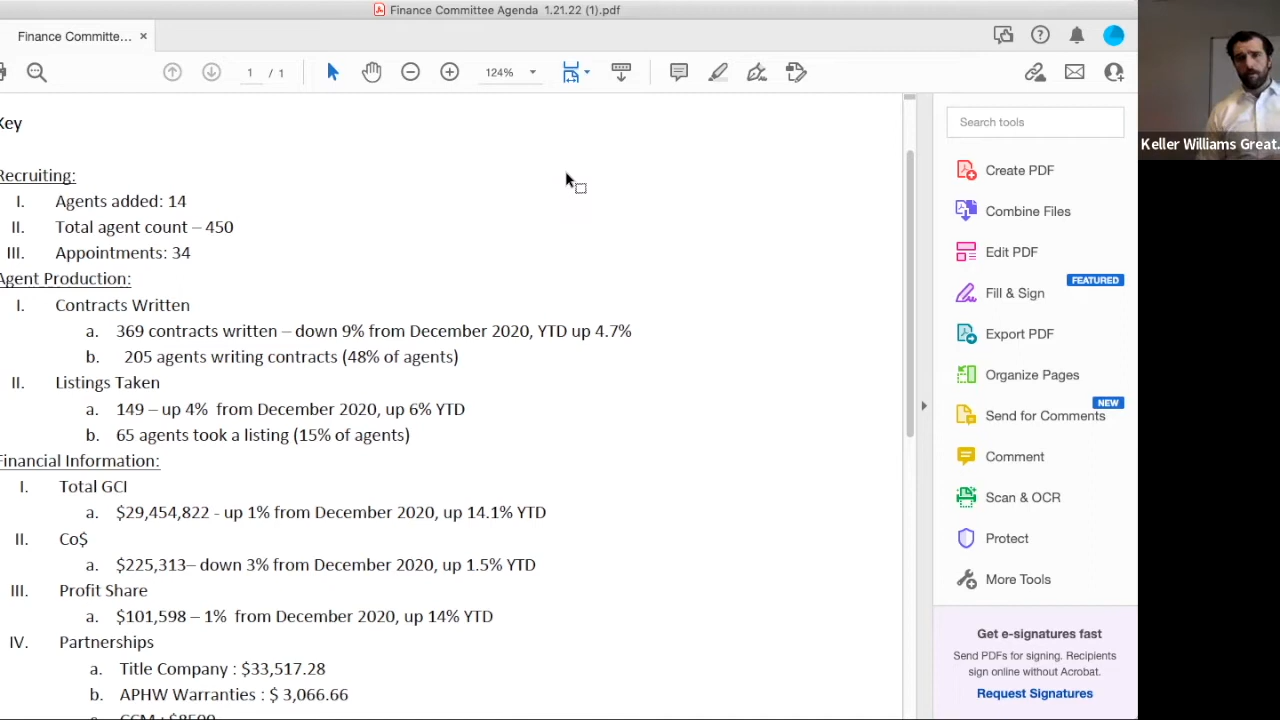 Finance Committee Agenda 1.21.22 (1).pdf
Finance Committe... ×
1 / 1
124%
Key
Recruiting:
I. Agents added: 14
II. Total agent count – 450
III. Appointments: 34
Agent Production:
I. Contracts Written
a. 369 contracts written – down 9% from December 2020, YTD up 4.7%
b. 205 agents writing contracts (48% of agents)
II. Listings Taken
a. 149 – up 4% from December 2020, up 6% YTD
b. 65 agents took a listing (15% of agents)
Financial Information:
I. Total GCI
a. $29,454,822 - up 1% from December 2020, up 14.1% YTD
II. Co$
a. $225,313– down 3% from December 2020, up 1.5% YTD
III. Profit Share
a. $101,598 – 1% from December 2020, up 14% YTD
IV. Partnerships
a. Title Company : $33,517.28
b. APHW Warranties : $ 3,066.66
Search tools
Create PDF
Combine Files
Edit PDF
FEATURED
Fill & Sign
Export PDF
Organize Pages
NEW
Send for Comments
Comment
Scan & OCR
Protect
More Tools
Get e-signatures fast
Send PDFs for signing. Recipients
sign online without Acrobat.
Request Signatures
Keller Williams Great...